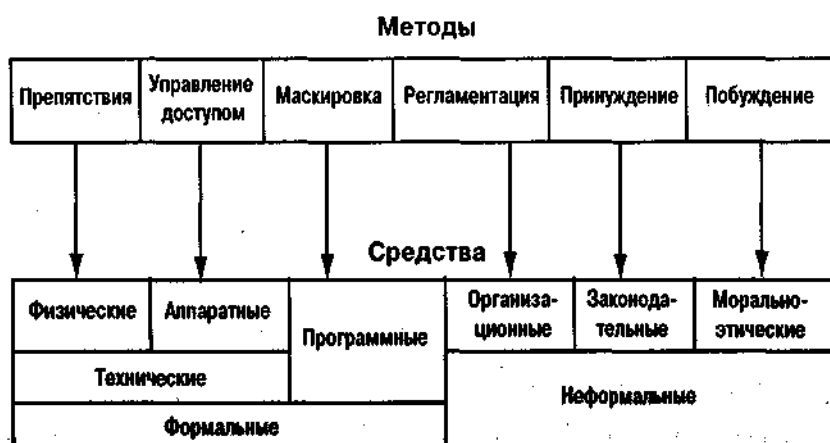 Методы
Препятствия
Управление
доступом
Маскировка
Регламентация
Принуждение
Побуждение
Средства
Физические
Аппаратные
Программные
Организа-
ционные
Законода-
тельные
Морально-
этические
Технические
Неформальные
Формальные